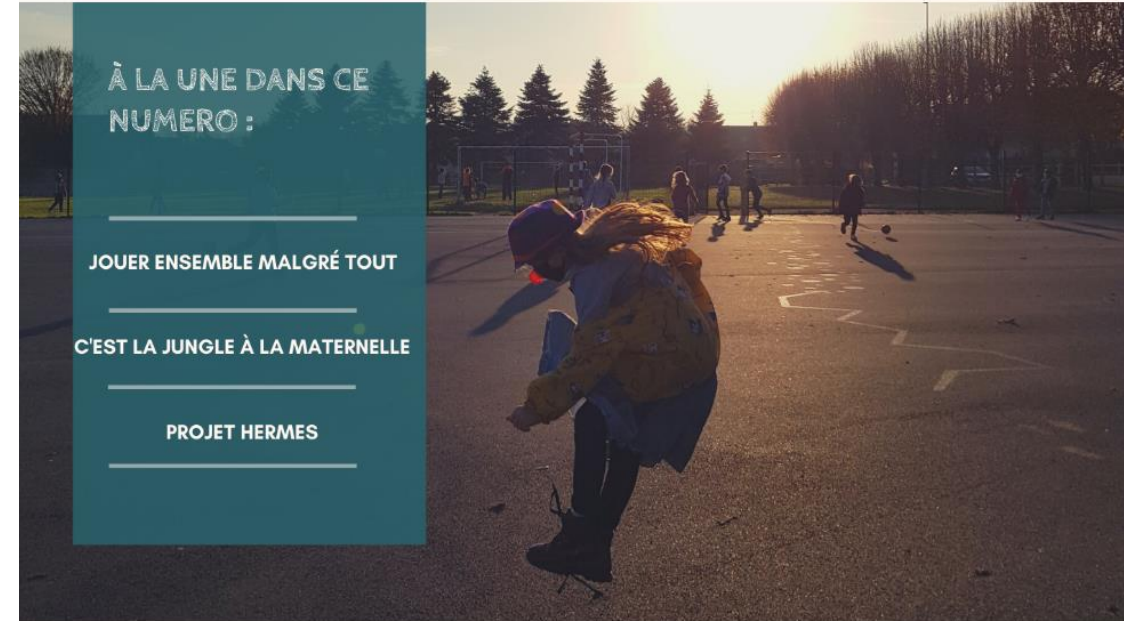 À LA UNE DANS CE
NUMERO :
JOUER ENSEMBLE MALGRÉ TOUT
C'EST LA JUNGLE À LA MATERNELLE
PROJET HERMES